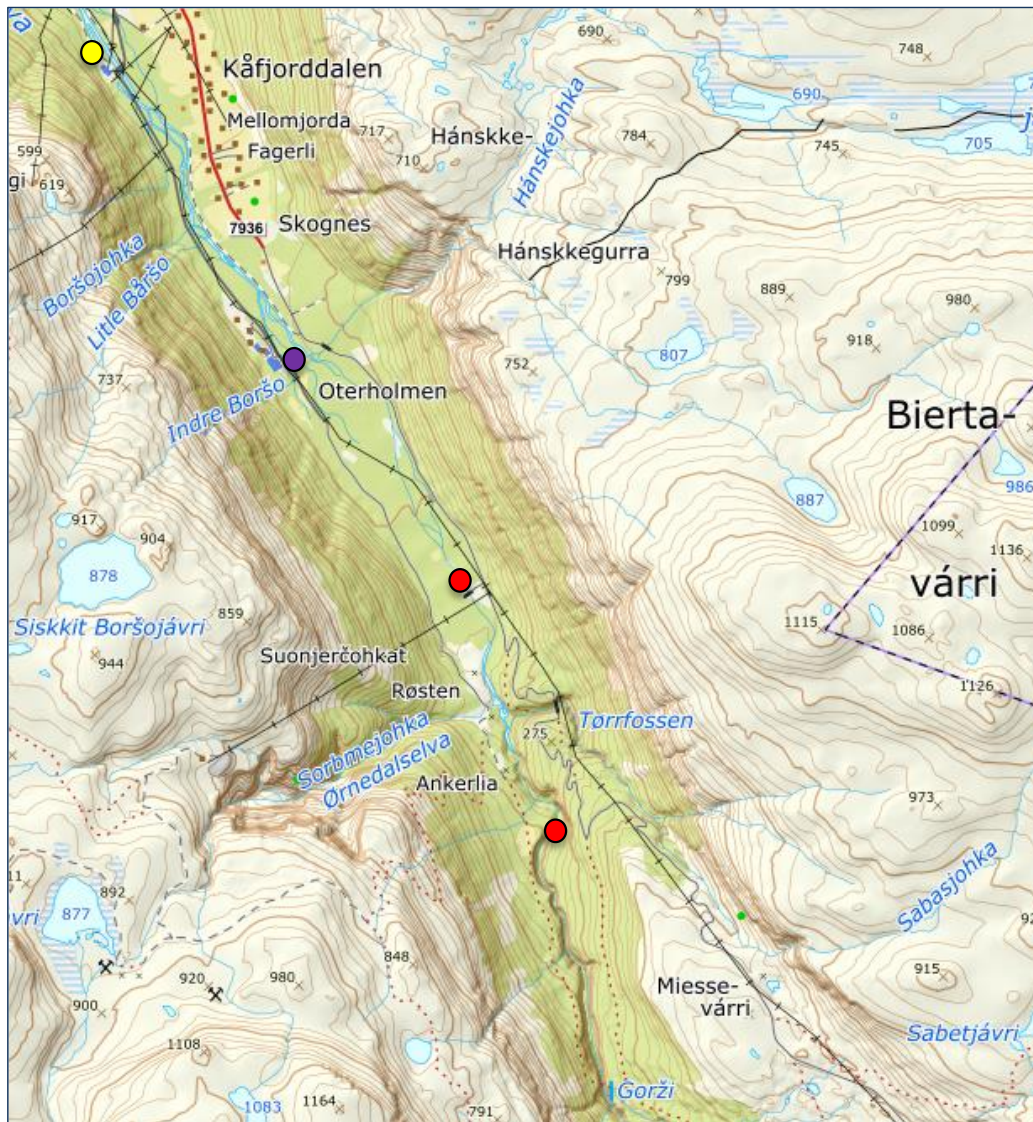 690
748
Kåfjorddalen
690
Mellomjorda
717
Hánskke-
784
Hánskejohka
745
705
Fagerli
710
599
619
Skognes
7936
Hánskkegurra
Boršojohka
799
889
980
Litle Båršo
918
807
752
737
Indre Boršo
Oterholmen
Bierta-
887
986
917
904
1099
1136
878
várri
859
1115
1086
Siskkit Boršojávri
944
Suonjerčohkat
Røsten
1126
Tørrfossen
275
Sorbmejohka
Ørnedalselva
Ankerlia
973
Sabasjohka
892
877
848
920
980
915
Miesse-
várri
900
Sabetjávri
1108
Gorži
1083
1164
791